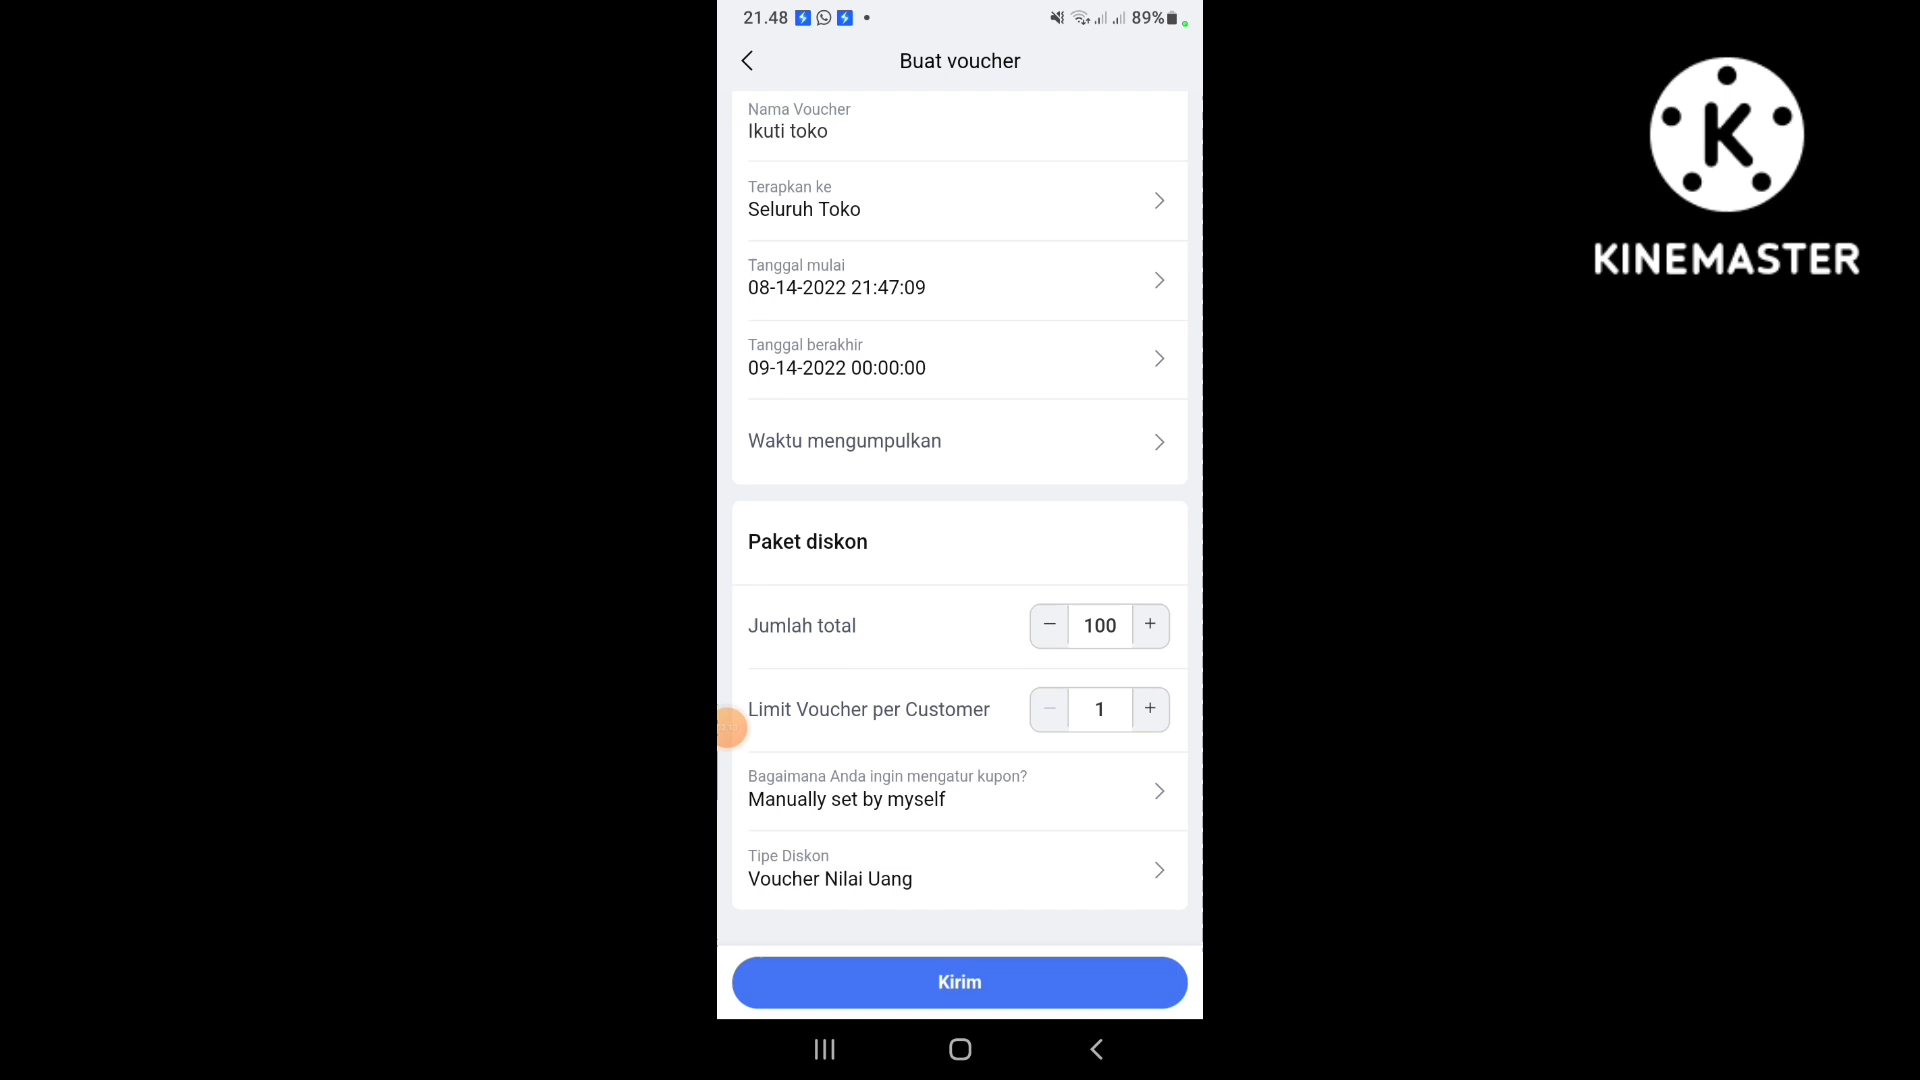 21.48
89%
Buat voucher
Nama Voucher
Ikuti toko
Terapkan ke
Seluruh Toko
Tanggal mulai
08-14-2022 21:47:09
Tanggal berakhir
09-14-2022 00:00:00
Waktu mengumpulkan
Paket diskon
Jumlah total
− 100 +
Limit Voucher per Customer
− 1 +
Bagaimana Anda ingin mengatur kupon?
Manually set by myself
Tipe Diskon
Voucher Nilai Uang
Kirim
K
KINEMASTER